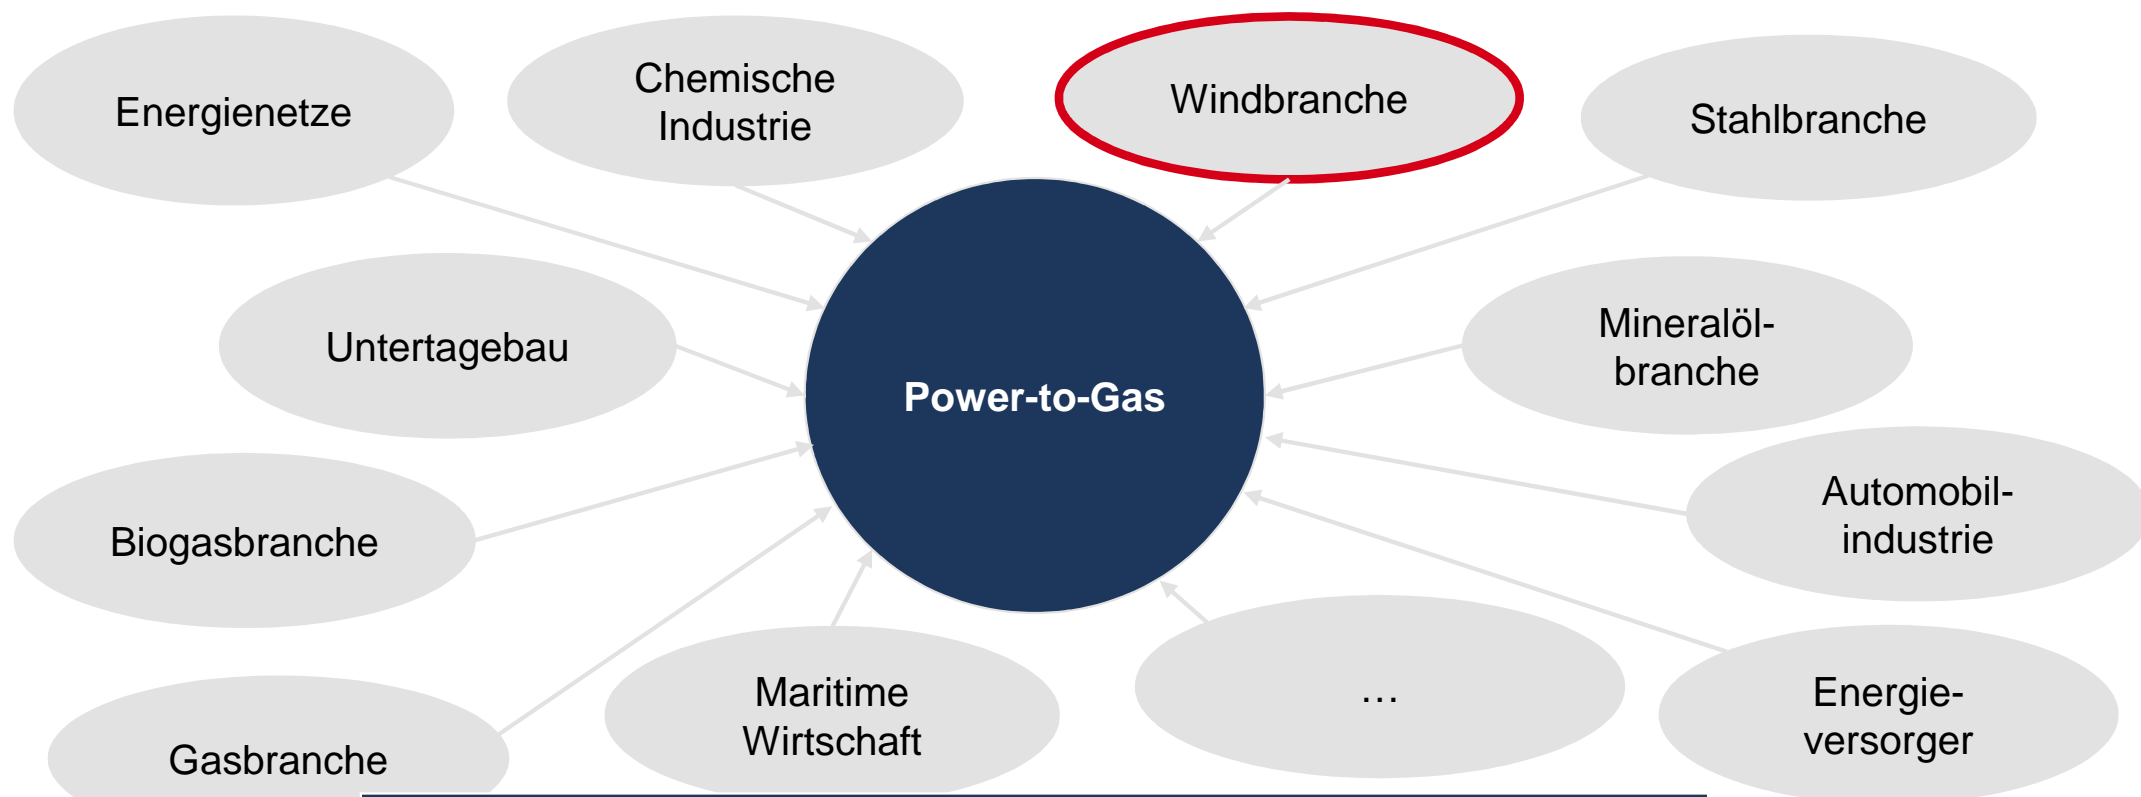 Energienetze
Chemische
Industrie
Windbranche
Stahlbranche
Untertagebau
Mineralöl-
branche
Power-to-Gas
Biogasbranche
Automobil-
industrie
Gasbranche
Maritime
Wirtschaft
…
Energie-
versorger